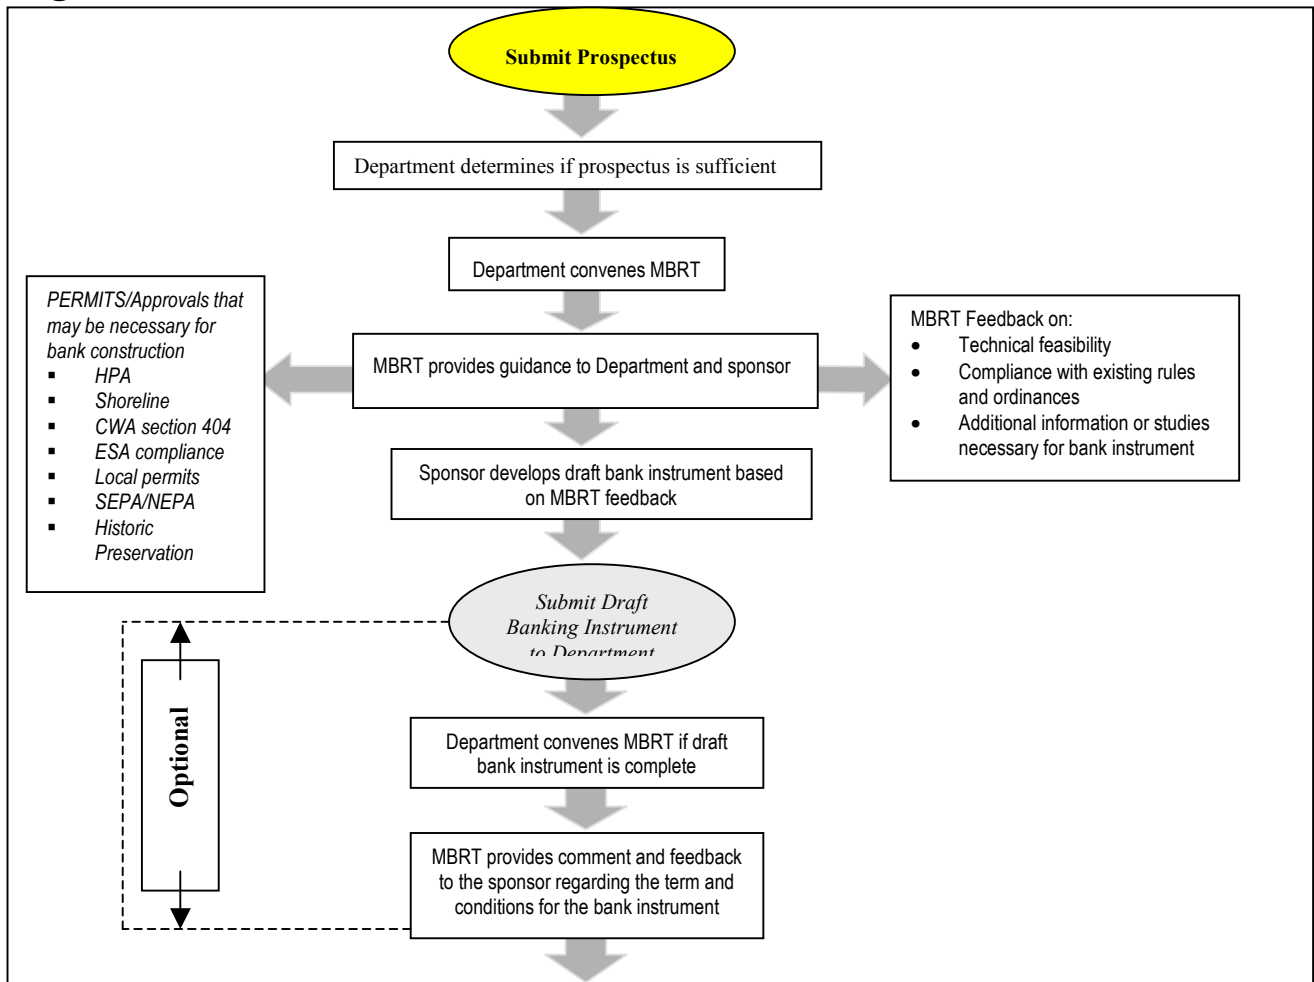 Submit Prospectus
Department determines if prospectus is sufficient
Department convenes MBRT
PERMITS/Approvals that
may be necessary for
bank construction
▪ HPA
▪ Shoreline
▪ CWA section 404
▪ ESA compliance
▪ Local permits
▪ SEPA/NEPA
▪ Historic
Preservation
MBRT provides guidance to Department and sponsor
MBRT Feedback on:
• Technical feasibility
• Compliance with existing rules
and ordinances
• Additional information or studies
necessary for bank instrument
Sponsor develops draft bank instrument based
on MBRT feedback
Submit Draft
Banking Instrument
to Department
Optional
Department convenes MBRT if draft
bank instrument is complete
MBRT provides comment and feedback
to the sponsor regarding the term and
conditions for the bank instrument